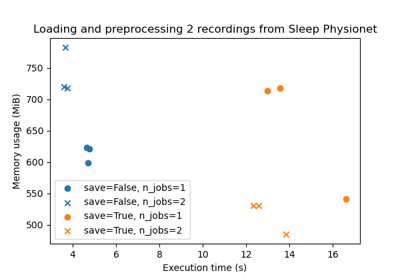 Loading and preprocessing 2 recordings from Sleep Physionet
Memory usage (MiB)
750
700
650
600
550
500
save=False, n_jobs=1
save=False, n_jobs=2
save=True, n_jobs=1
save=True, n_jobs=2
4 6 8 10 12 14 16
Execution time (s)